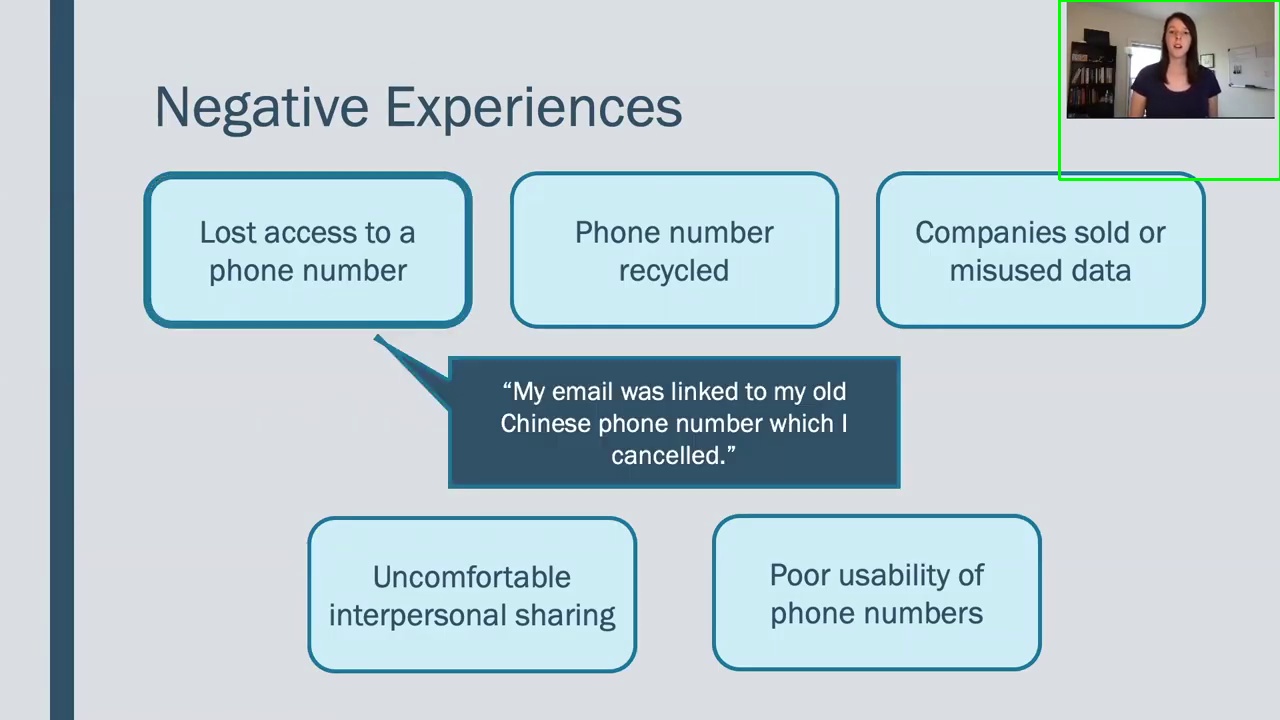 Negative Experiences
Lost access to a
phone number
Phone number
recycled
Companies sold or
misused data
“My email was linked to my old
Chinese phone number which I
cancelled.”
Uncomfortable
interpersonal sharing
Poor usability of
phone numbers